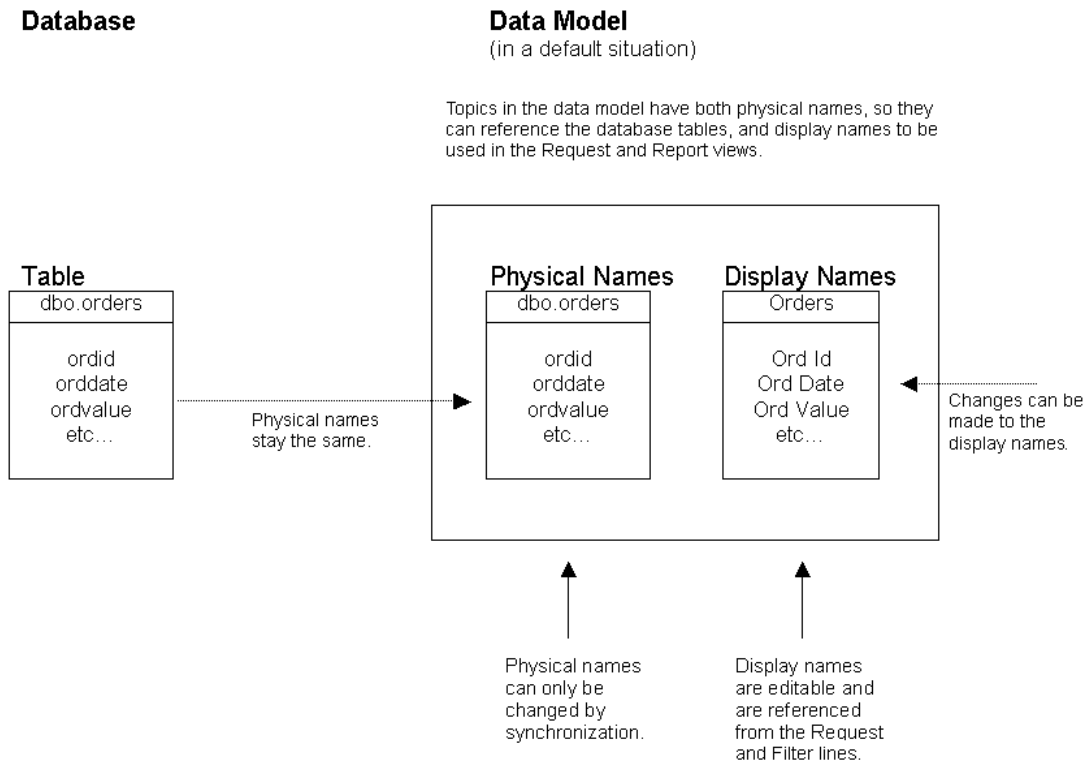 Database
Data Model
(in a default situation)
Topics in the data model have both physical names, so they
can reference the database tables, and display names to be
used in the Request and Report views.
Table
dbo.orders
ordid
orddate
ordvalue
etc...
Physical names
stay the same.
Physical Names
dbo.orders
ordid
orddate
ordvalue
etc...
Display Names
Orders
Ord Id
Ord Date
Ord Value
etc...
Changes can be
made to the
display names.
Physical names
can only be
changed by
synchronization.
Display names
are editable and
are referenced
from the Request
and Filter lines.